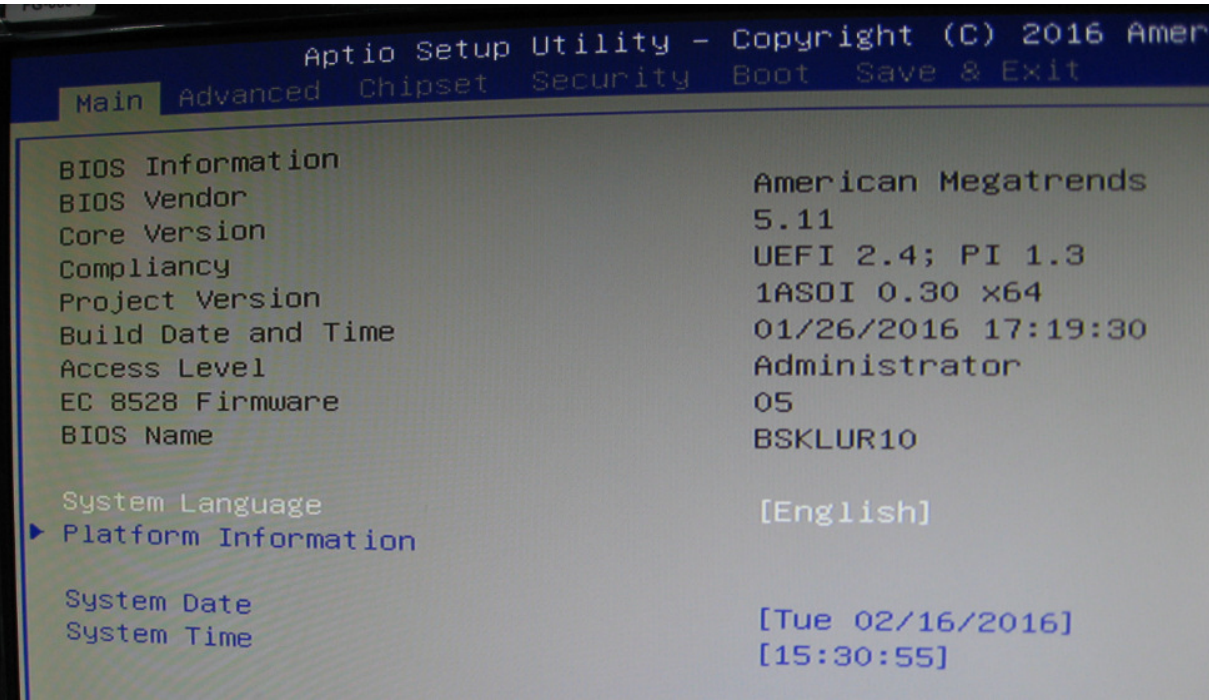 Aptio Setup Utility – Copyright (C) 2016 Amer
Main Advanced Chipset Security Boot Save & Exit
BIOS Information
BIOS Vendor American Megatrends
Core Version 5.11
Compliancy UEFI 2.4; PI 1.3
Project Version 1ASOI 0.30 x64
Build Date and Time 01/26/2016 17:19:30
Access Level Administrator
EC 8528 Firmware 05
BIOS Name BSKLUR10
System Language [English]
Platform Information
System Date [Tue 02/16/2016]
System Time [15:30:55]